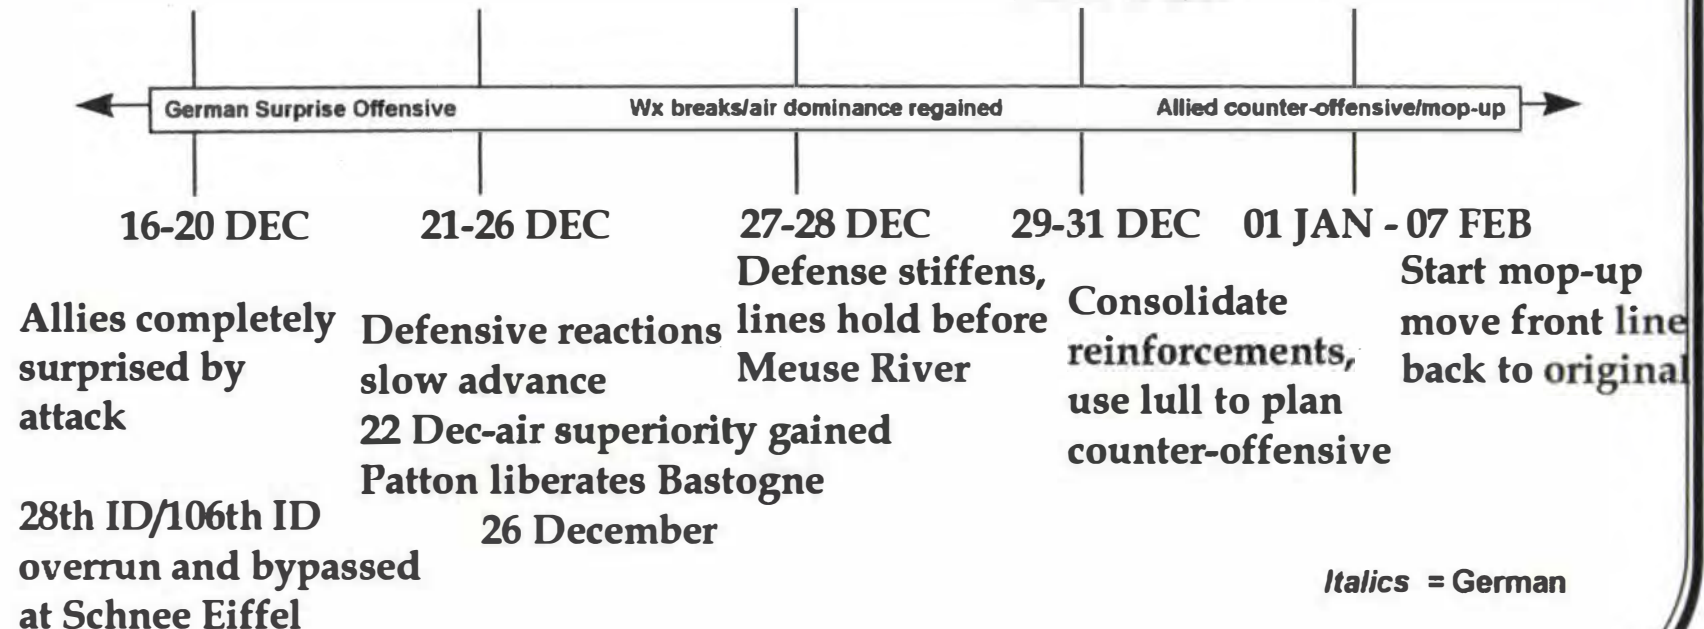 German Surprise Offensive
Wx breaks/air dominance regained
Allied counter-offensive/mop-up
16-20 DEC
21-26 DEC
27-28 DEC
29-31 DEC
01 JAN - 07 FEB
Allies completely
surprised by
attack
28th ID/106th ID
overrun and bypassed
at Schnee Eiffel
Defensive reactions
slow advance
22 Dec-air superiority gained
Patton liberates Bastogne
26 December
Defense stiffens,
lines hold before
Meuse River
Consolidate
reinforcements,
use lull to plan
counter-offensive
Start mop-up
move front line
back to original
Italics = German